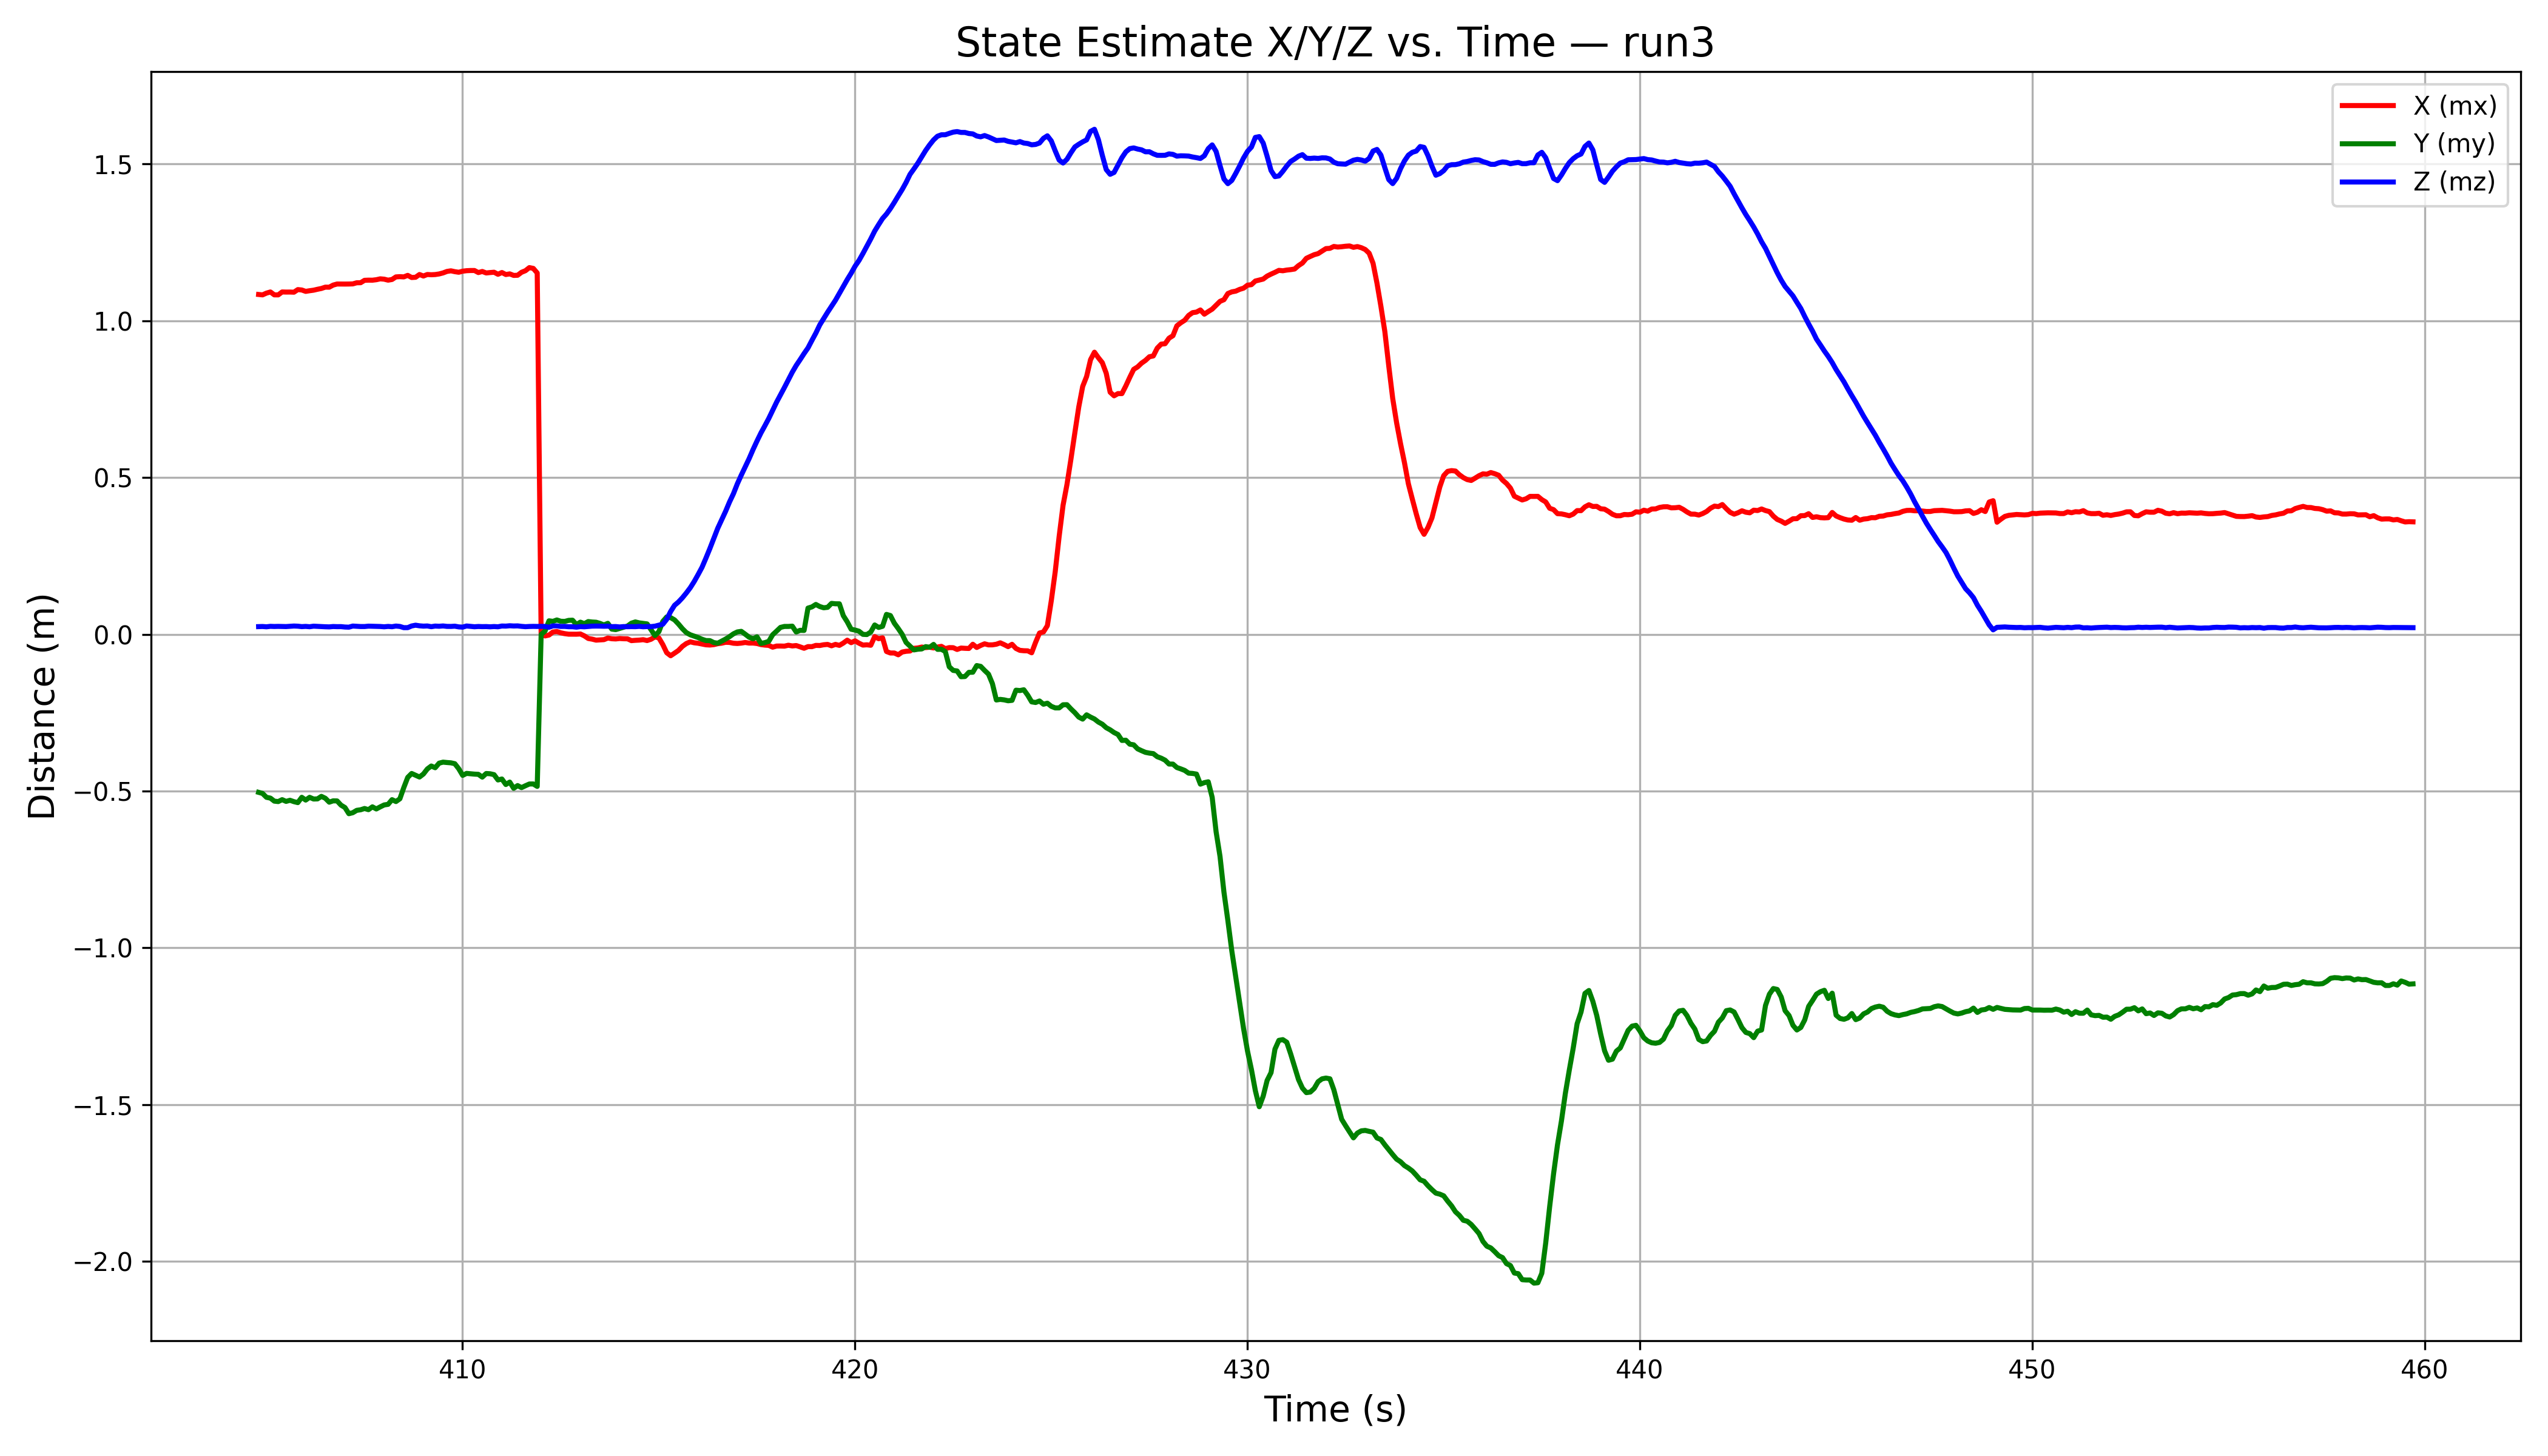 State Estimate X/Y/Z vs. Time — run3
X (mx)
Y (my)
Z (mz)
Distance (m)
1.5
1.0
0.5
0.0
−0.5
−1.0
−1.5
−2.0
410 420 430 440 450 460
Time (s)